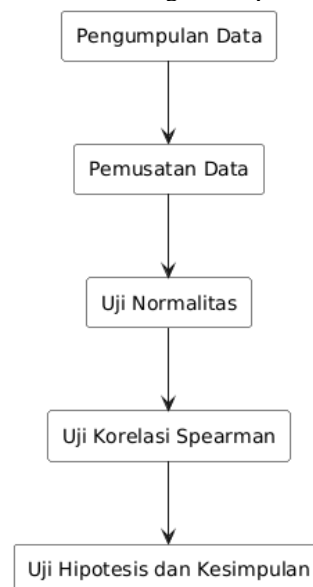 Pengumpulan Data
Pemusatan Data
Uji Normalitas
Uji Korelasi Spearman
Uji Hipotesis dan Kesimpulan